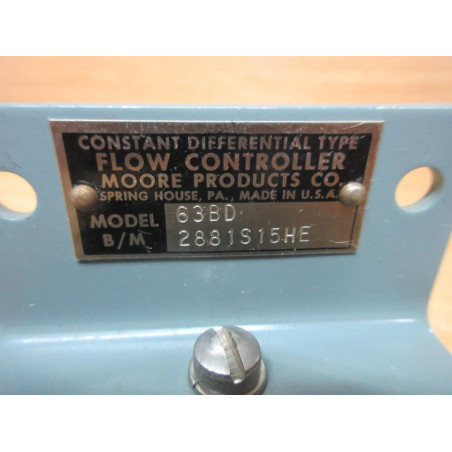 CONSTANT DIFFERENTIAL TYPE
FLOW CONTROLLER
MOORE PRODUCTS CO.
SPRING HOUSE, PA., MADE IN U.S.A.
MODEL 63BD
B/M 2881S15HE